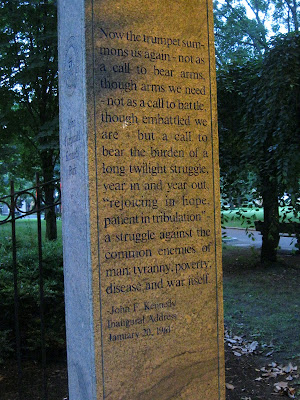 Now the trumpet sum-
mons us again - not as
a call to bear arms,
though arms we need
- not as a call to battle,
though embattled we
are - but a call to
bear the burden of a
long twilight struggle,
year in and year out,
"rejoicing in hope,
patient in tribulation"
a struggle against the
common enemies of
man: tyranny, poverty,
disease and war itself.
-John F. Kennedy
Inaugural Address
January 20, 1961